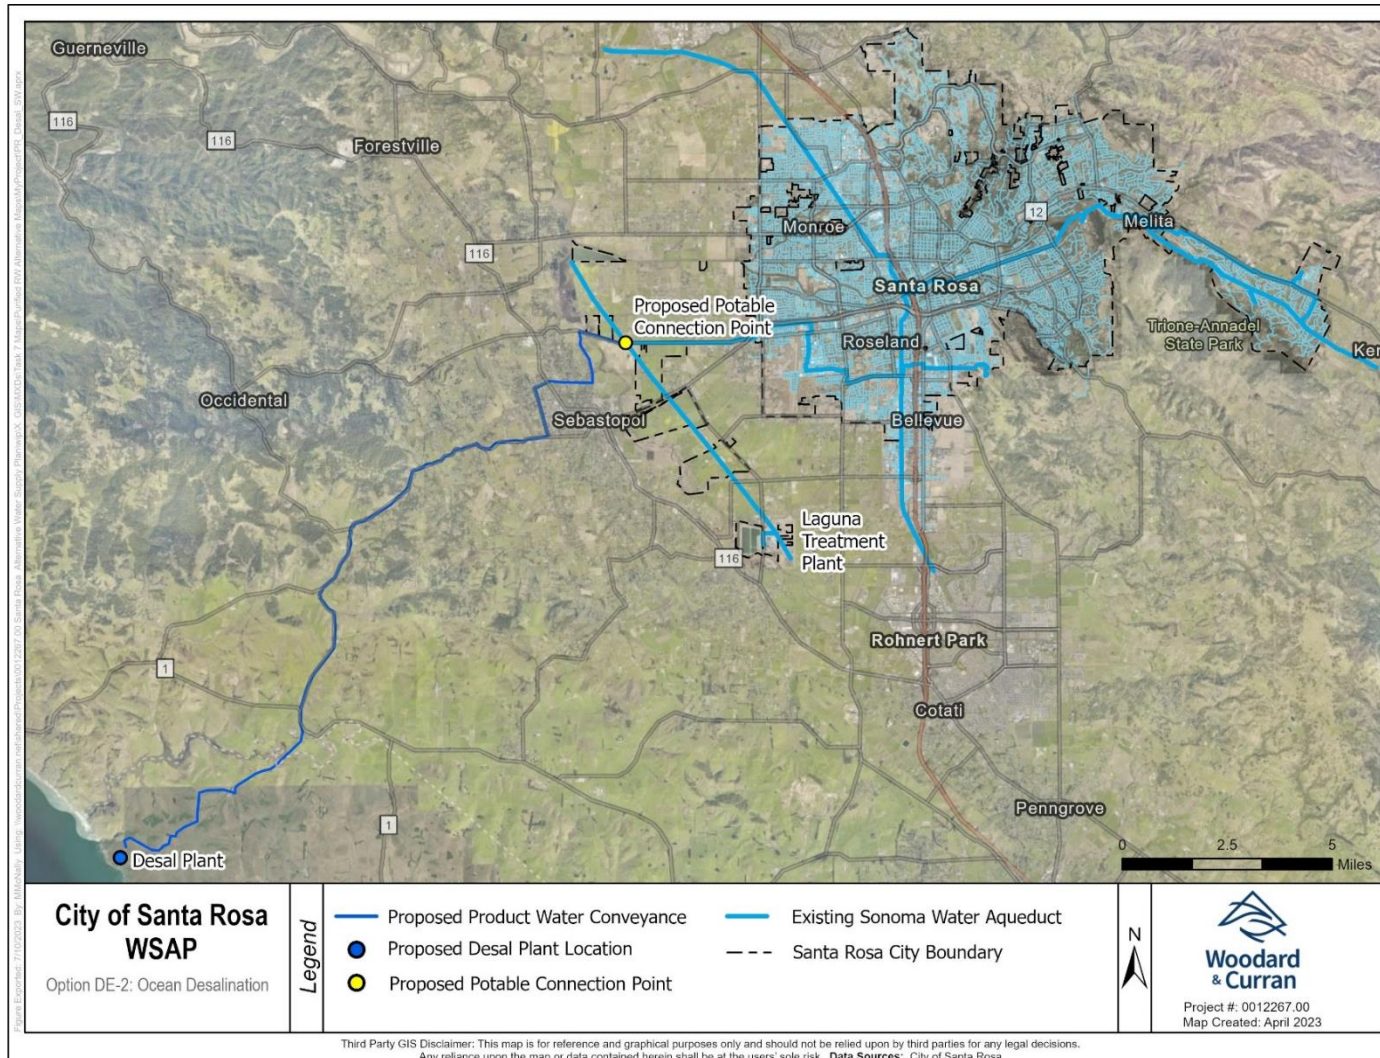 Guerneville
116
116
Forestville
Monroe
12
Melita
116
Santa Rosa
Proposed Potable
Connection Point
Trione-Annadel
State Park
Roseland
Ken
Occidental
Sebastopol
Bellevue
Laguna
Treatment
Plant
116
Rohnert Park
1
Cotati
Penngrove
1
0 2.5 5
Miles
Desal Plant
City of Santa Rosa
WSAP
Option DE-2: Ocean Desalination
Legend
Proposed Product Water Conveyance
Proposed Desal Plant Location
Proposed Potable Connection Point
Existing Sonoma Water Aqueduct
Santa Rosa City Boundary
N
Woodard
& Curran
Project #: 0012267.00
Map Created: April 2023
Third Party GIS Disclaimer: This map is for reference and graphical purposes only and should not be relied upon by third parties for any legal decisions.
Any reliance upon the map or data contained herein shall be at the users' sole risk. Data Sources: City of Santa Rosa